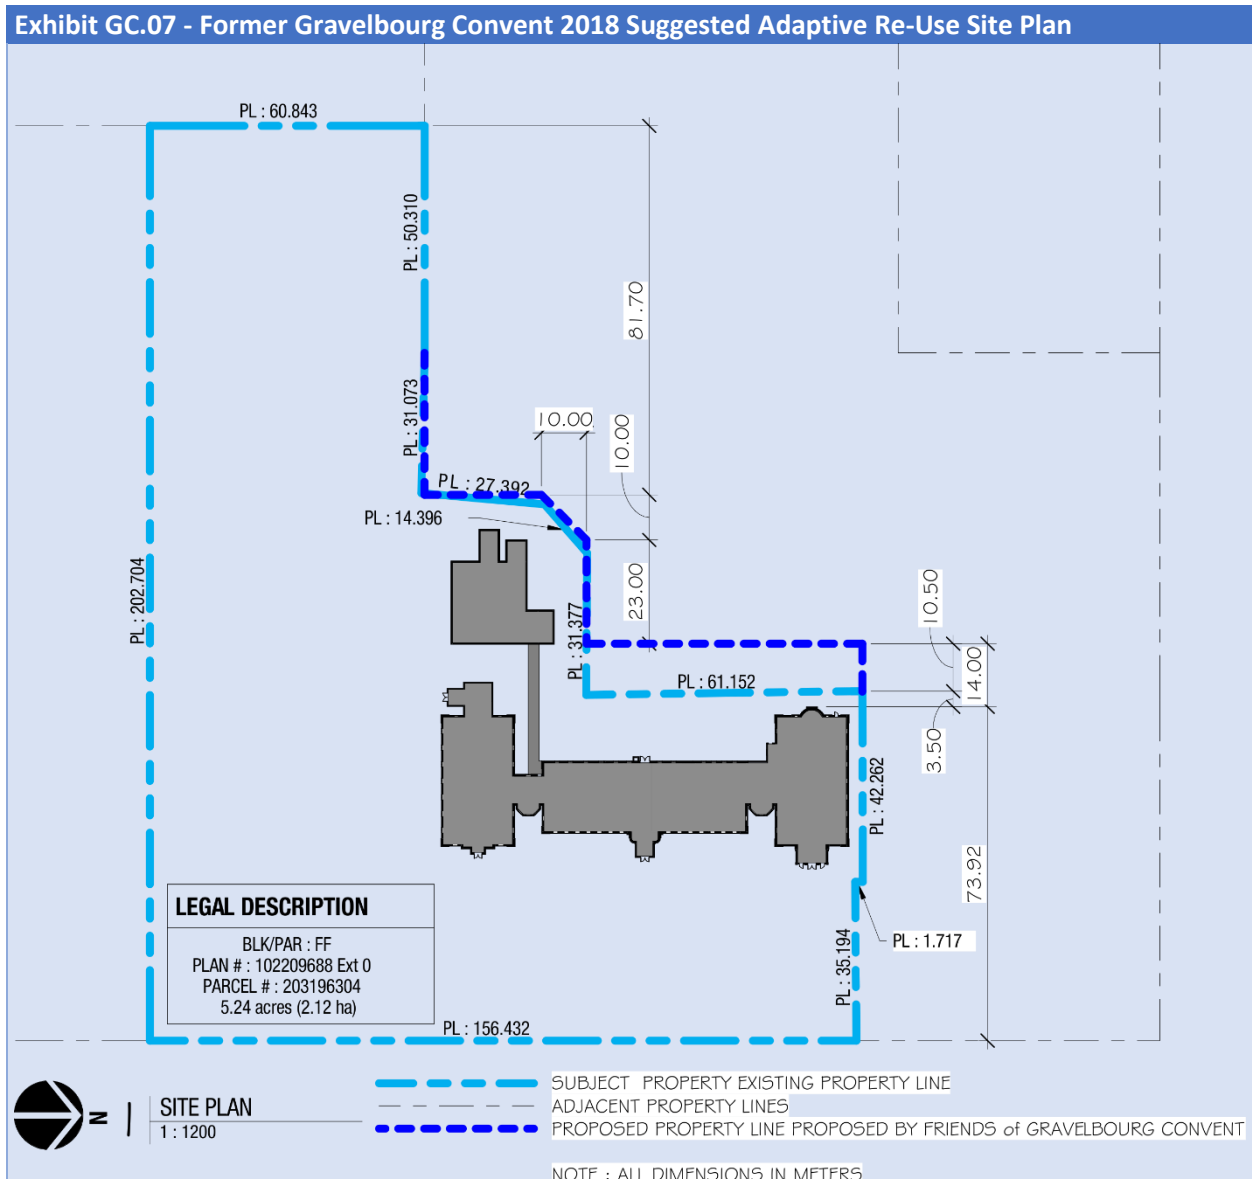 Exhibit GC.07 - Former Gravelbourg Convent 2018 Suggested Adaptive Re-Use Site Plan
PL : 60.843
PL : 50.310
81.70
PL : 31.073
10.00
10.00
PL : 27.392
PL : 14.396
PL : 202.704
23.00
PL : 31.377
10.50
14.00
PL : 61.152
3.50
PL : 42.262
73.92
LEGAL DESCRIPTION
BLK/PAR : FF
PLAN # : 102209688 Ext 0
PARCEL # : 203196304
5.24 acres (2.12 ha)
PL : 1.717
PL : 35.194
PL : 156.432
N
SITE PLAN
1 : 1200
SUBJECT PROPERTY EXISTING PROPERTY LINE
ADJACENT PROPERTY LINES
PROPOSED PROPERTY LINE PROPOSED BY FRIENDS of GRAVELBOURG CONVENT
NOTE : ALL DIMENSIONS IN METERS